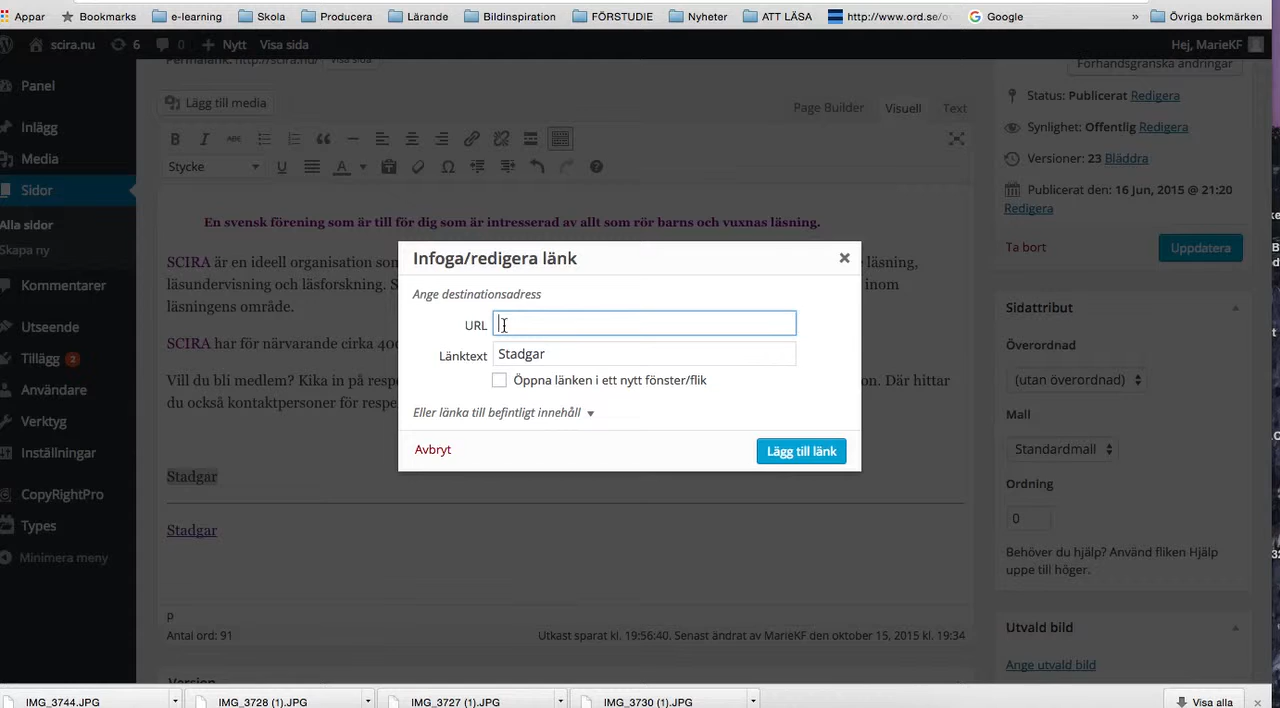 Appar Bookmarks e-learning Skola Producera Lärande Bildinspiration FÖRSTUDIE Nyheter ATT LÄSA http://www.ord.se/ Google » Övriga bokmärken
scira.nu 6 0 Nytt Visa sida Hej, MarieKF
Permalänk: http://scira.nu/ Visa sida
Förhandsgranska ändringar
Panel
Inlägg
Media
Sidor
Alla sidor
Skapa ny
Kommentarer
Utseende
Tillägg 2
Användare
Verktyg
Inställningar
CopyRightPro
Types
Minimera meny
Lägg till media
Page Builder Visuell Text
B I ABC
Stycke U A
En svensk förening som är till för dig som är intresserad av allt som rör barns och vuxnas läsning.
SCIRA är en ideell organisation som läsning,
läsundervisning och läsforskning. S inom
läsningens område.
SCIRA har för närvarande cirka 400
Vill du bli medlem? Kika in på resp on. Där hittar
du också kontaktpersoner för respe
Stadgar
Stadgar
p
Antal ord: 91 Utkast sparat kl. 19:56:40. Senast ändrat av MarieKF den oktober 15, 2015 kl. 19:34
Version
Infoga/redigera länk
Ange destinationsadress
URL
Länktext Stadgar
Öppna länken i ett nytt fönster/flik
Eller länka till befintligt innehåll
Avbryt Lägg till länk
Status: Publicerat Redigera
Synlighet: Offentlig Redigera
Versioner: 23 Bläddra
Publicerat den: 16 Jun, 2015 @ 21:20
Redigera
Ta bort Uppdatera
Sidattribut
Överordnad
(utan överordnad)
Mall
Standardmall
Ordning
0
Behöver du hjälp? Använd fliken Hjälp
uppe till höger.
Utvald bild
Ange utvald bild
IMG_3744.JPG IMG_3728 (1).JPG IMG_3727 (1).JPG IMG_3730 (1).JPG Visa alla